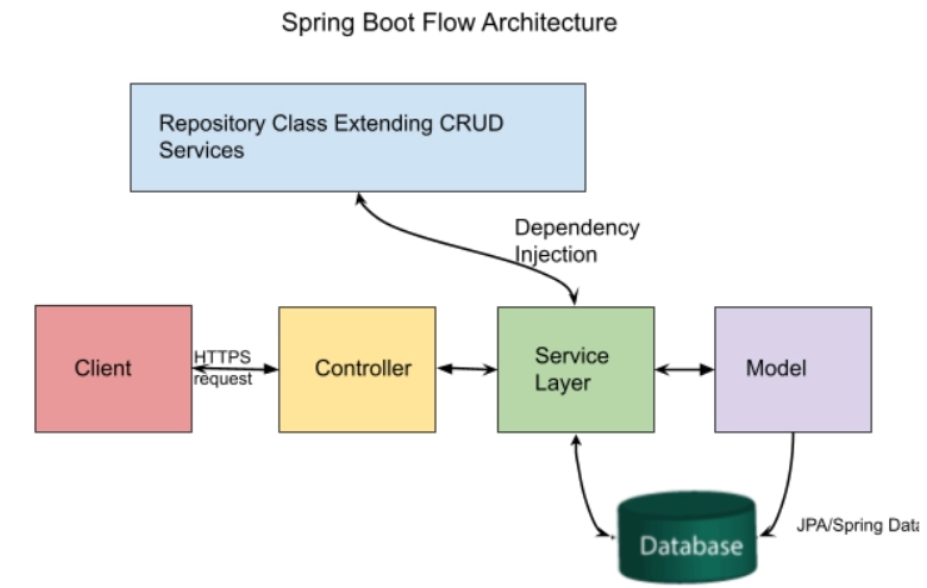 Spring Boot Flow Architecture
Repository Class Extending CRUD
Services
Dependency
Injection
Client
HTTPS
request
Controller
Service
Layer
Model
JPA/Spring Data
Database